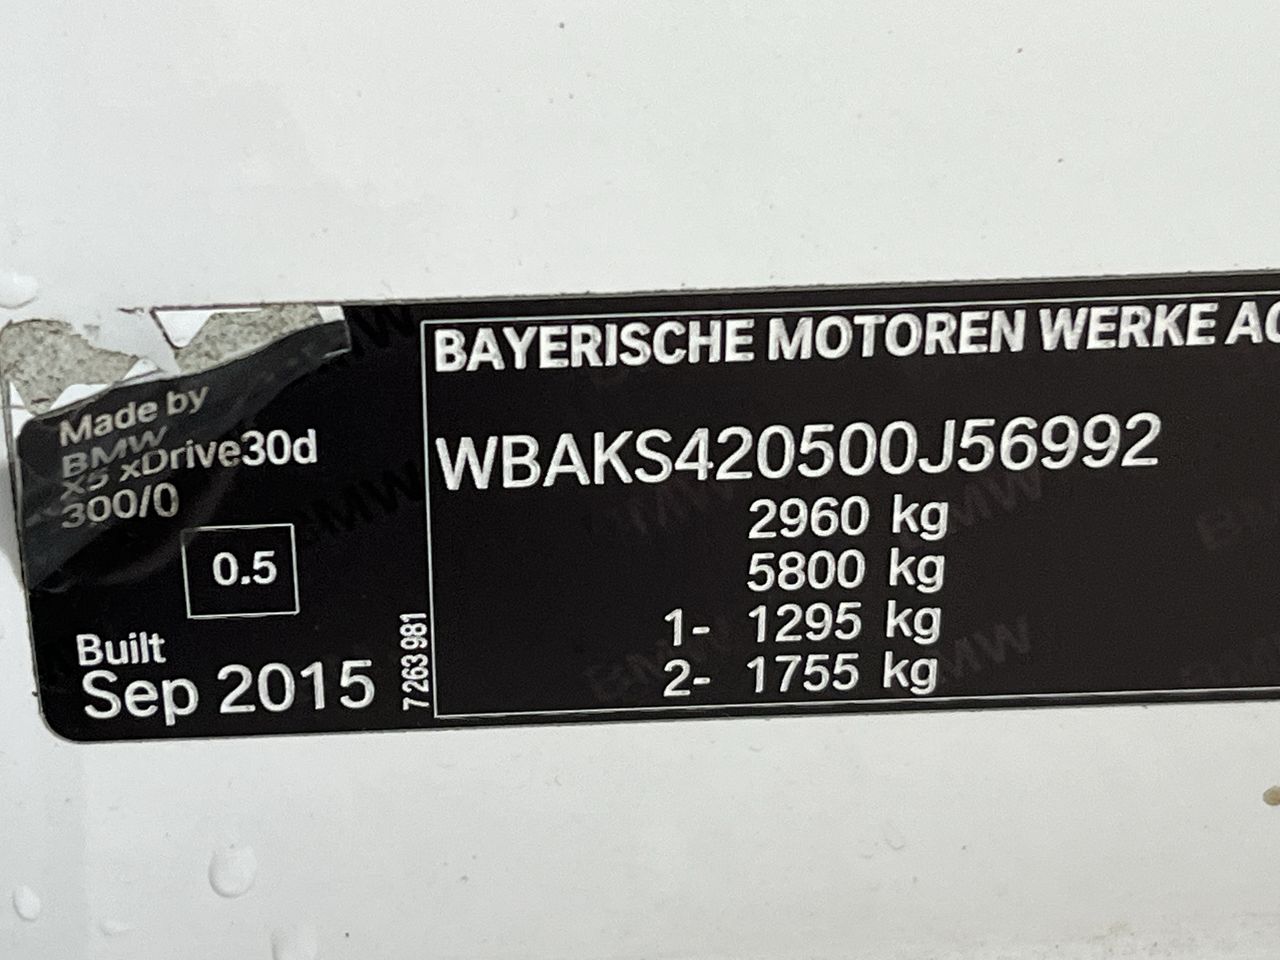 Made by
BMW
X5 xDrive30d
300/0
0.5
Built
Sep 2015
7 263 981
BAYERISCHE MOTOREN WERKE AG
WBAKS420500J56992
2960 kg
5800 kg
1- 1295 kg
2- 1755 kg